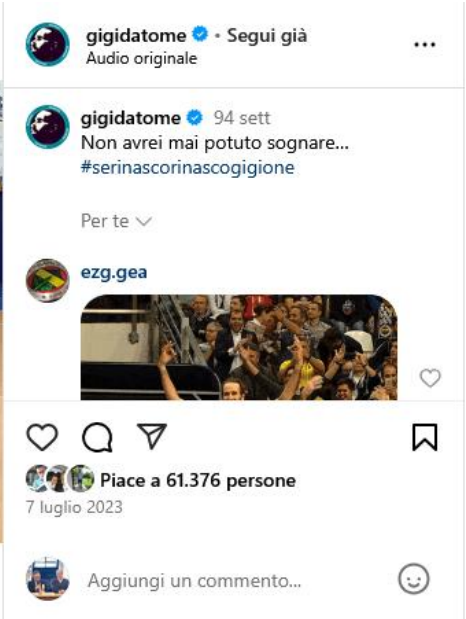 gigidatome • Segui già
Audio originale
gigidatome 94 sett
Non avrei mai potuto sognare...
#serinascorinascogigione
Per te
ezg.gea
Piace a 61.376 persone
7 luglio 2023
Aggiungi un commento...